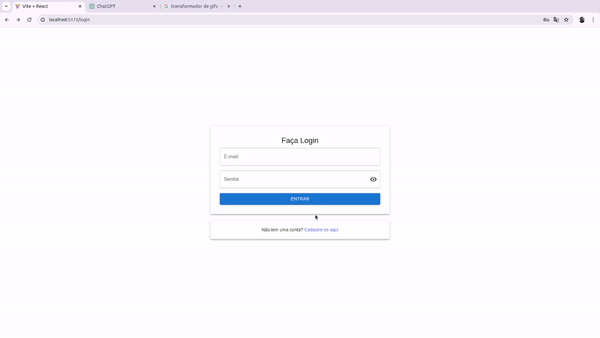 Vite + React
ChatGPT
transformador de gifs
localhost:5173/login
Faça Login
E-mail
Senha
ENTRAR
Não tem uma conta? Cadastre-se aqui